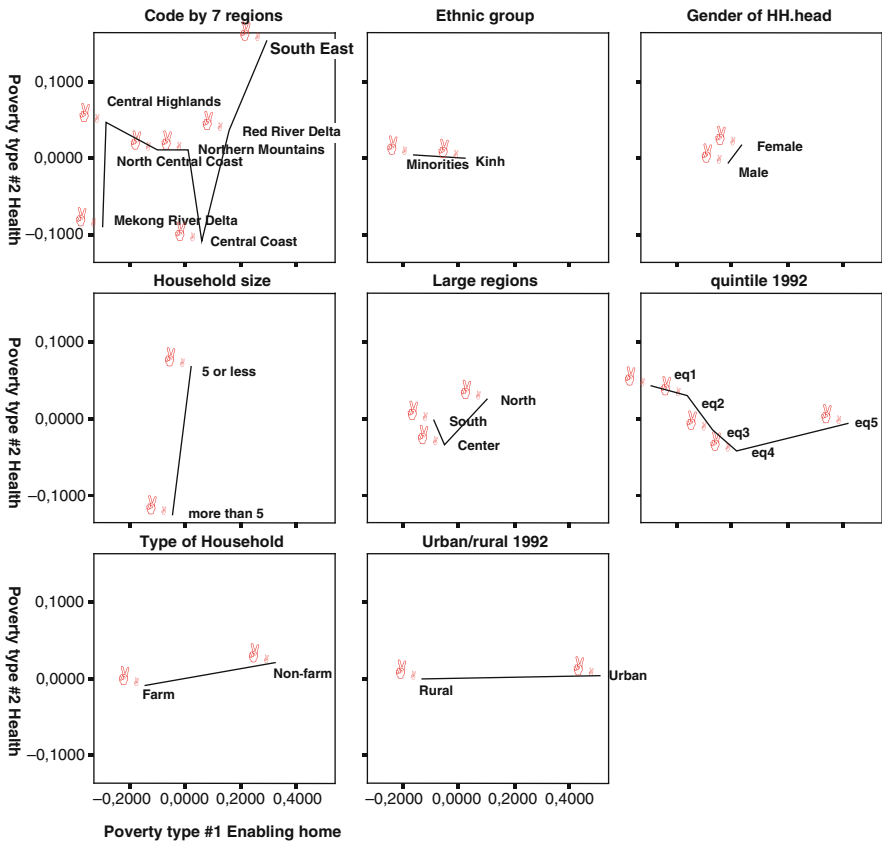 Code by 7 regions
Ethnic group
Gender of HH.head
Poverty type #2 Health
0,1000
0,0000
–0,1000
South East
Central Highlands
Red River Delta
Northern Mountains
North Central Coast
Mekong River Delta
Central Coast
Minorities
Kinh
Female
Male
Household size
Large regions
quintile 1992
Poverty type #2 Health
0,1000
0,0000
–0,1000
5 or less
more than 5
North
South
Center
eq1
eq2
eq3
eq4
eq5
Type of Household
Urban/rural 1992
Poverty type #2 Health
0,1000
0,0000
–0,1000
Non-farm
Farm
Rural
Urban
–0,2000 0,0000 0,2000 0,4000
–0,2000 0,0000 0,2000 0,4000
Poverty type #1 Enabling home